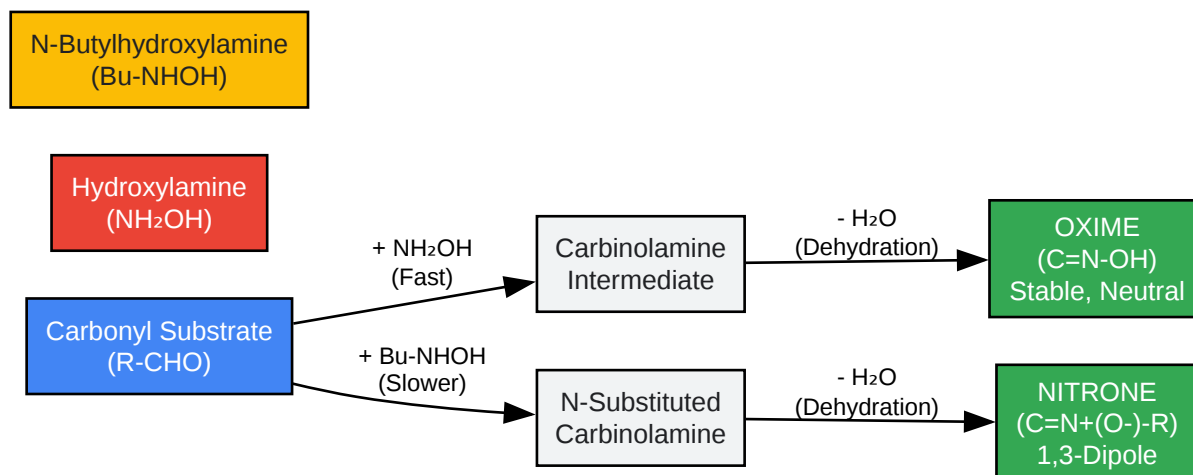 N-Butylhydroxylamine
(Bu-NHOH)
Hydroxylamine
(NH₂OH)
Carbonyl Substrate
(R-CHO)
+ NH₂OH
(Fast)
Carbinolamine
Intermediate
- H₂O
(Dehydration)
OXIME
(C=N-OH)
Stable, Neutral
+ Bu-NHOH
(Slower)
N-Substituted
Carbinolamine
- H₂O
(Dehydration)
NITRONE
(C=N+(O-)-R)
1,3-Dipole